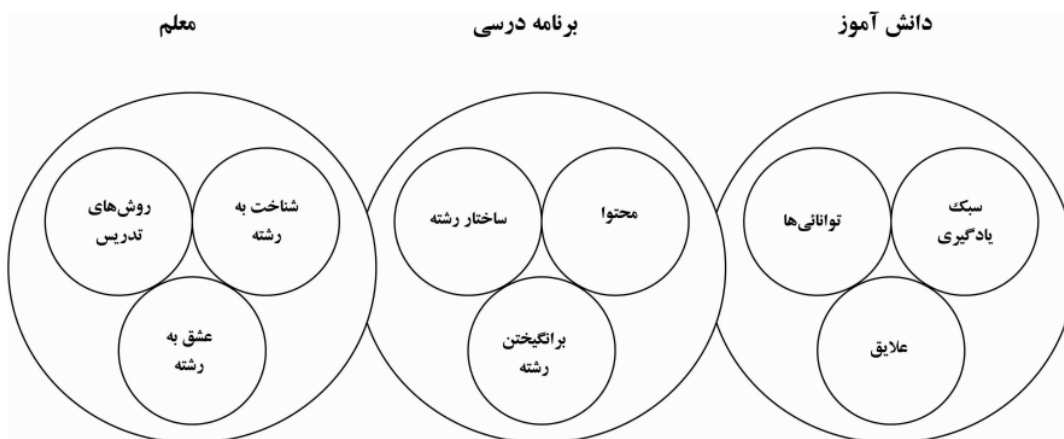 دانش آموز
برنامه درسی
معلم
سبك
یادگیری
توانائی‌ها
علایق
محتوا
ساختار رشته
برانگیختن
رشته
شناخت به
رشته
روش‌های
تدریس
عشق به
رشته